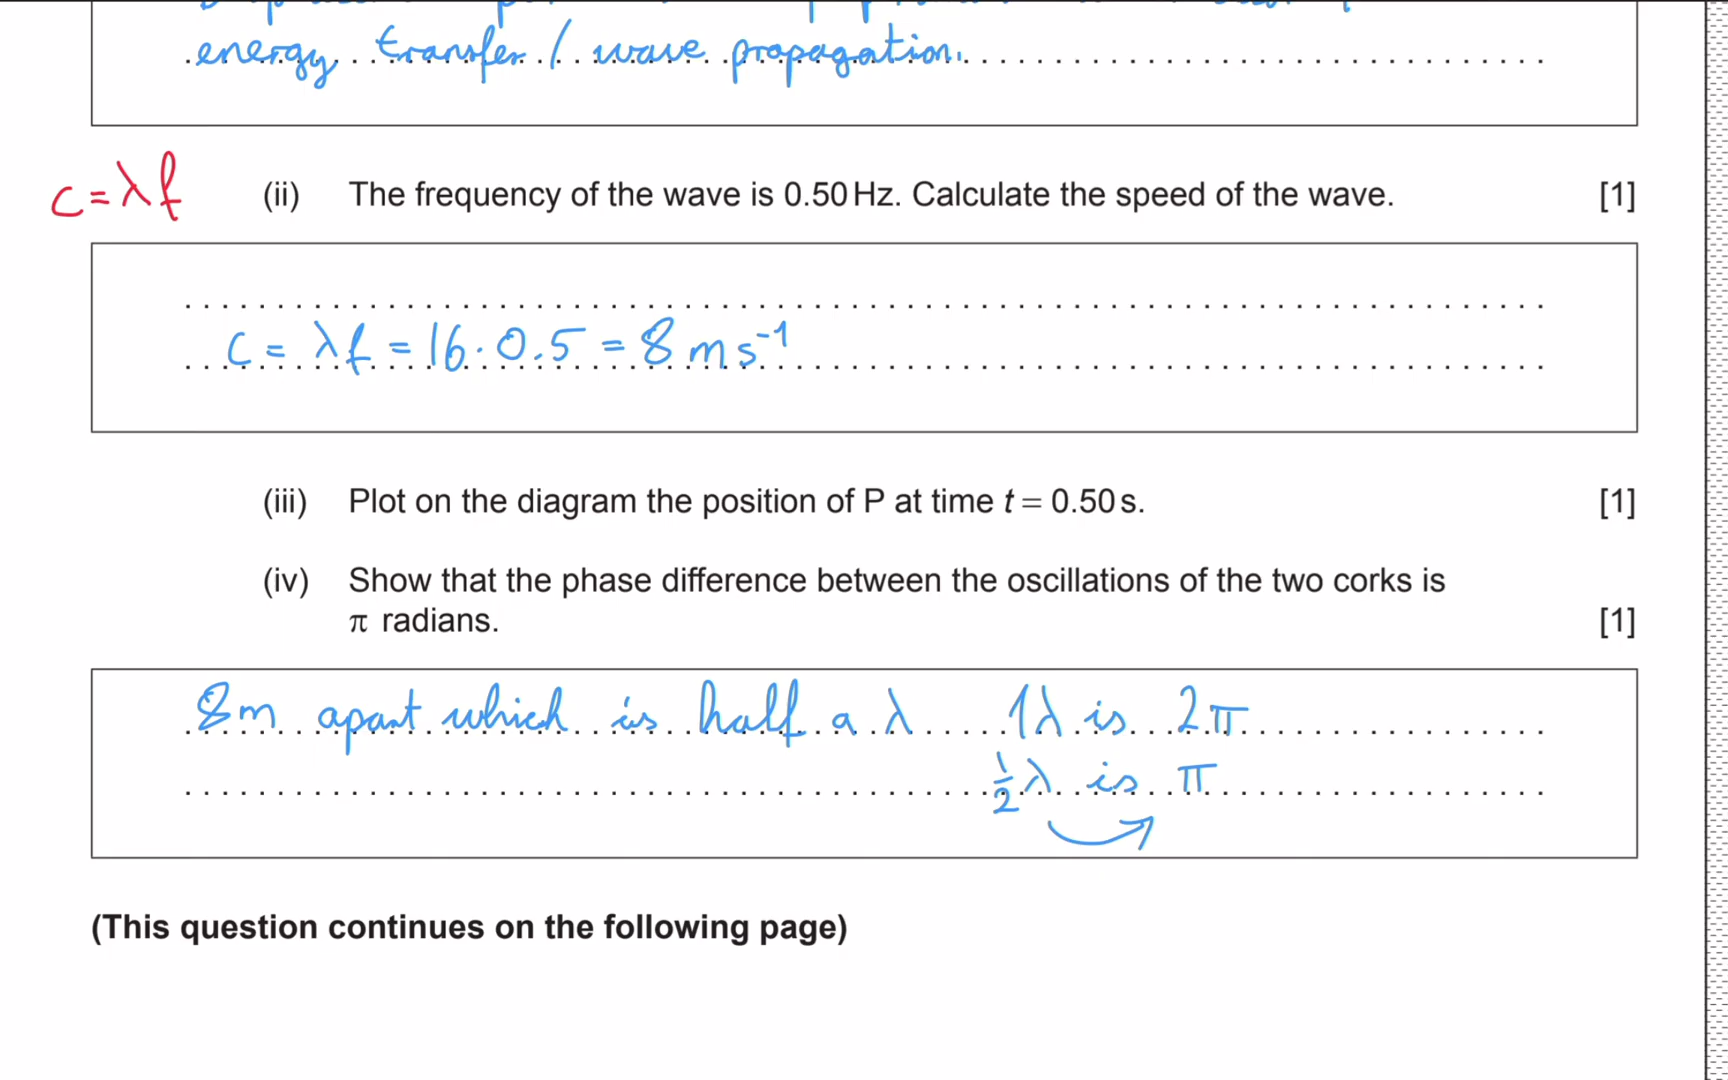 energy transfer / wave propagation.
c = λf (ii) The frequency of the wave is 0.50 Hz. Calculate the speed of the wave. [1]
c = λf = 16 · 0.5 = 8 m s⁻¹
(iii) Plot on the diagram the position of P at time t = 0.50 s. [1]
(iv) Show that the phase difference between the oscillations of the two corks is
π radians. [1]
8m apart which is half a λ 1λ is 2π
½λ is π
(This question continues on the following page)